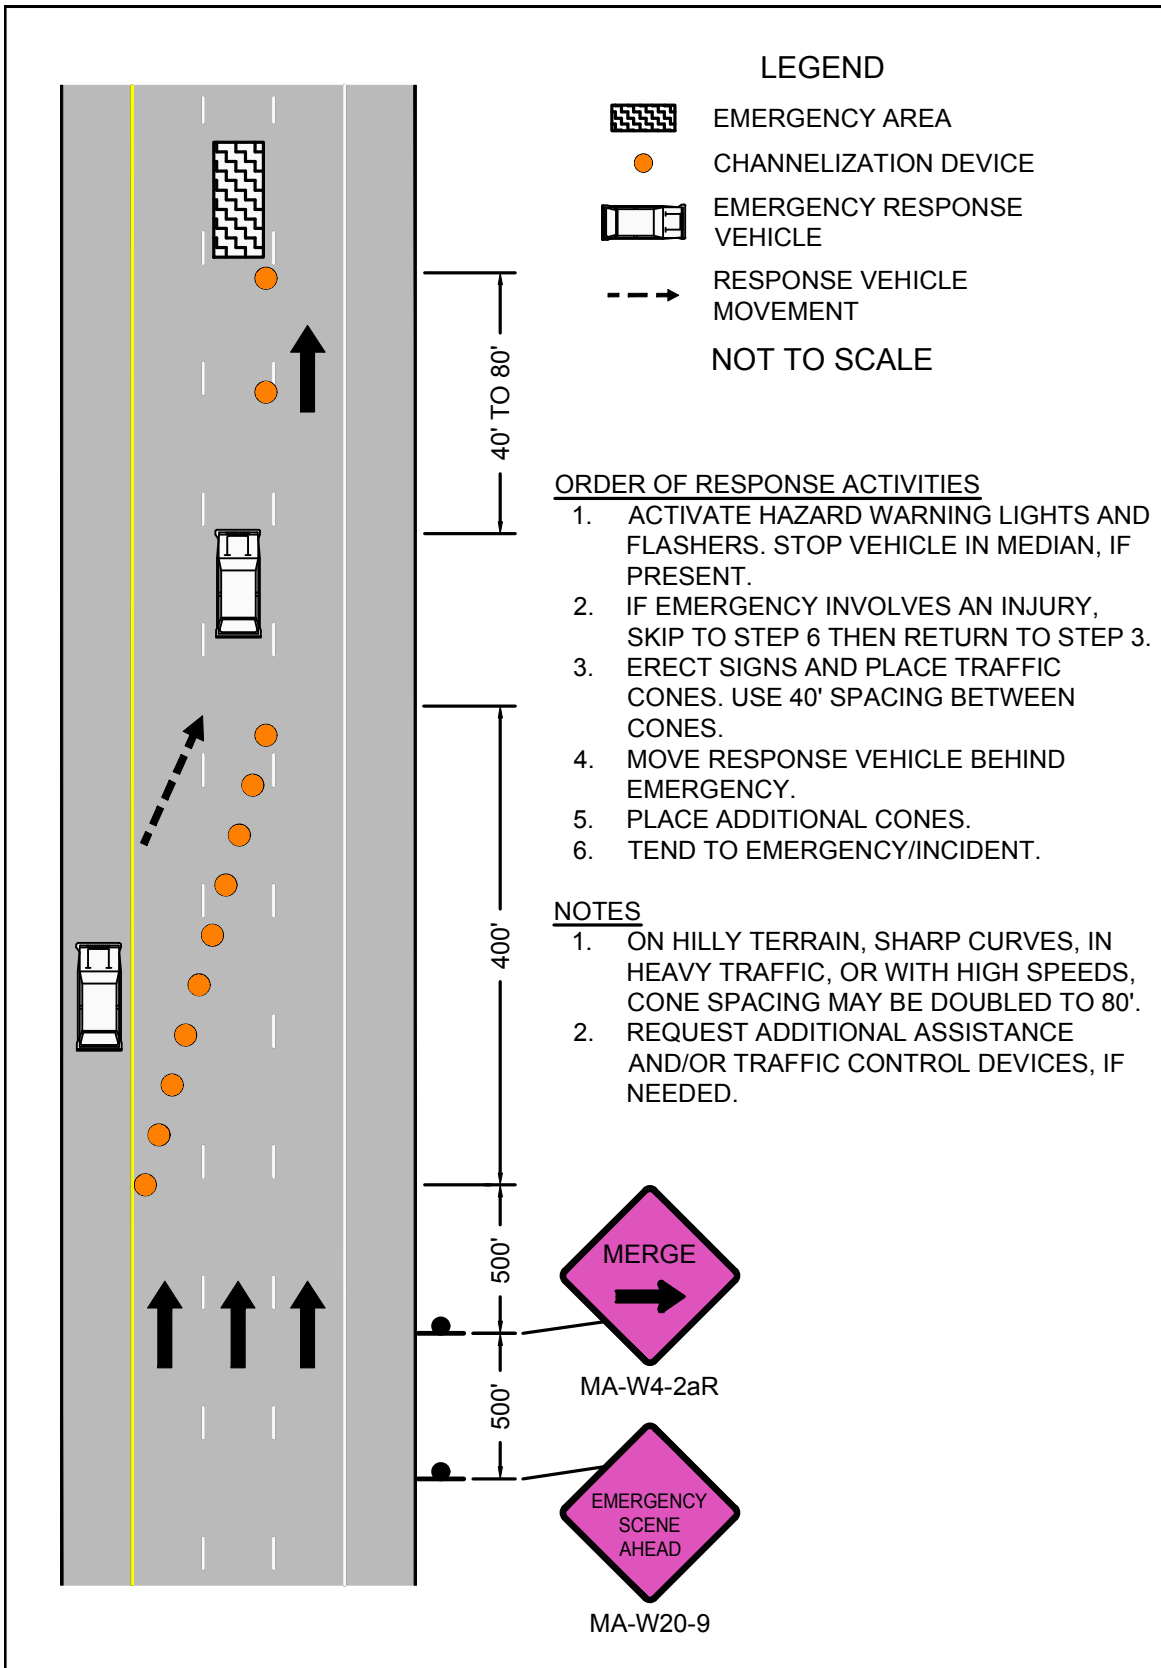 LEGEND
EMERGENCY AREA
CHANNELIZATION DEVICE
EMERGENCY RESPONSE
VEHICLE
RESPONSE VEHICLE
MOVEMENT
NOT TO SCALE
40' TO 80'
ORDER OF RESPONSE ACTIVITIES
1. ACTIVATE HAZARD WARNING LIGHTS AND
FLASHERS. STOP VEHICLE IN MEDIAN, IF
PRESENT.
2. IF EMERGENCY INVOLVES AN INJURY,
SKIP TO STEP 6 THEN RETURN TO STEP 3.
3. ERECT SIGNS AND PLACE TRAFFIC
CONES. USE 40' SPACING BETWEEN
CONES.
4. MOVE RESPONSE VEHICLE BEHIND
EMERGENCY.
5. PLACE ADDITIONAL CONES.
6. TEND TO EMERGENCY/INCIDENT.
400'
NOTES
1. ON HILLY TERRAIN, SHARP CURVES, IN
HEAVY TRAFFIC, OR WITH HIGH SPEEDS,
CONE SPACING MAY BE DOUBLED TO 80'.
2. REQUEST ADDITIONAL ASSISTANCE
AND/OR TRAFFIC CONTROL DEVICES, IF
NEEDED.
500'
MERGE
MA-W4-2aR
500'
EMERGENCY
SCENE
AHEAD
MA-W20-9